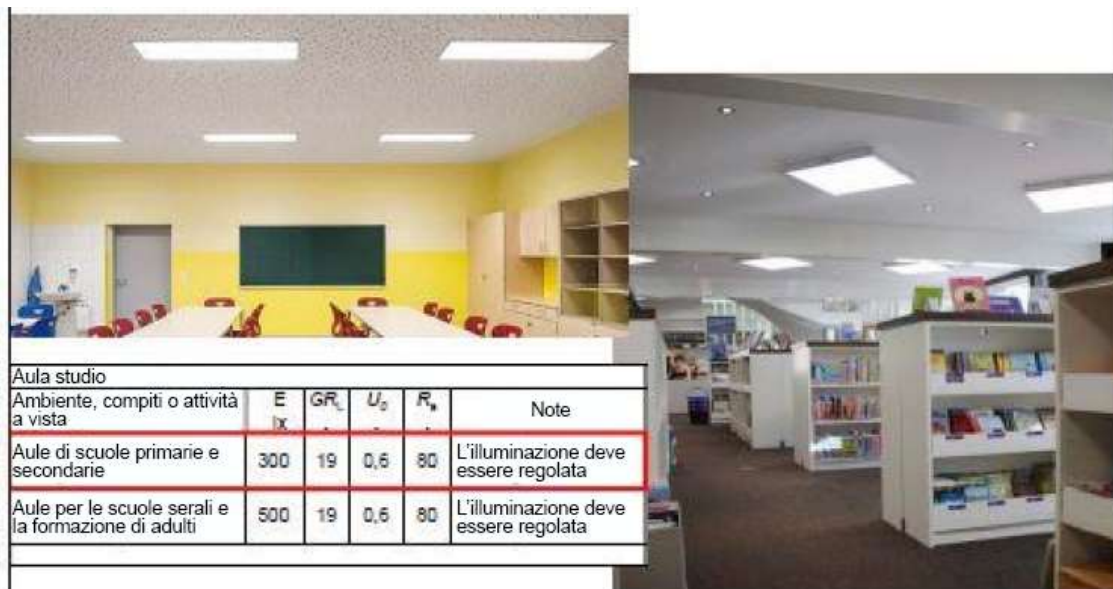 Aula studio
Ambiente, compiti o attività a vista E lx GR L U o R a Note
Aule di scuole primarie e secondarie 300 19 0,6 80 L'illuminazione deve essere regolata
Aule per le scuole serali e la formazione di adulti 500 19 0,6 80 L'illuminazione deve essere regolata